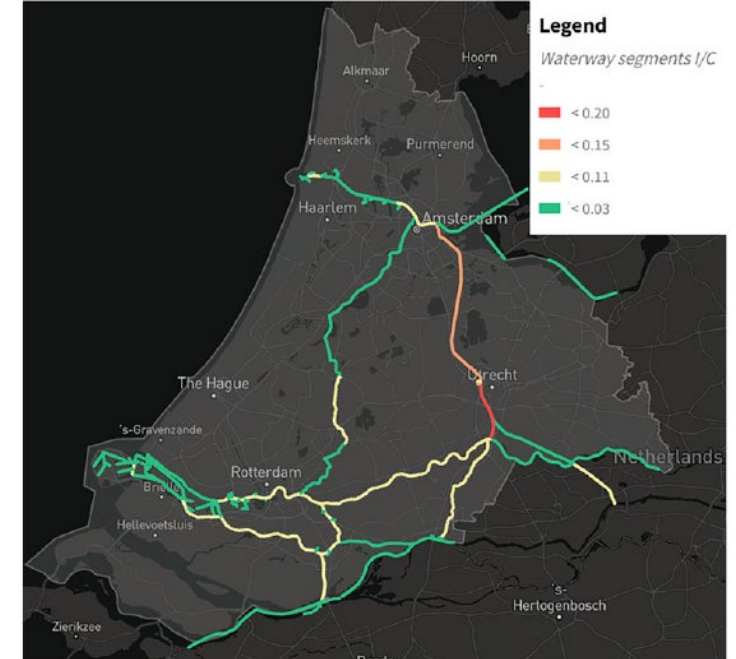 Legend
Waterway segments I/C
-
< 0.20
< 0.15
< 0.11
< 0.03
Hoorn
Alkmaar
Heemskerk
Purmerend
Haarlem
Amsterdam
Utrecht
The Hague
's-Gravenzande
Rotterdam
Netherlands
Brielle
Hellevoetsluis
's-
Hertogenbosch
Zierikzee